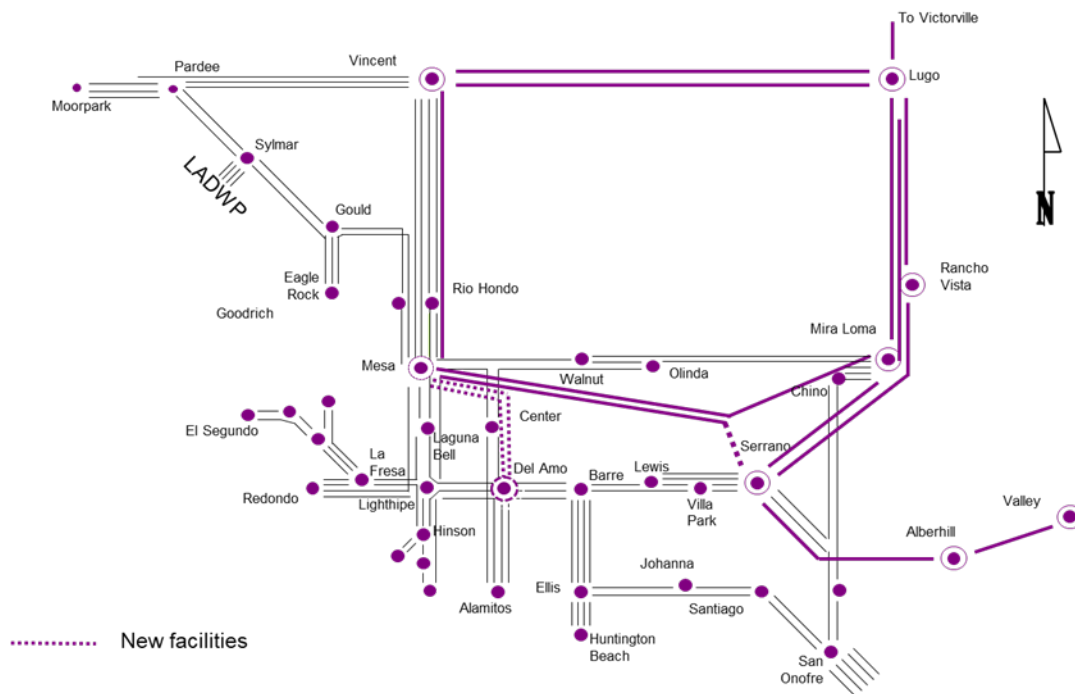 To Victorville
Vincent
Pardee
Lugo
Moorpark
Sylmar
LADWP
N
Gould
Rancho
Vista
Eagle
Rock
Rio Hondo
Goodrich
Mira Loma
Mesa
Walnut
Olinda
Chino
Center
El Segundo
Laguna
Bell
Serrano
La
Fresa
Del Amo
Barre
Lewis
Redondo
Lighthipe
Villa
Park
Valley
Hinson
Alberhill
Johanna
Alamitos
Ellis
Santiago
New facilities
Huntington
Beach
San
Onofre